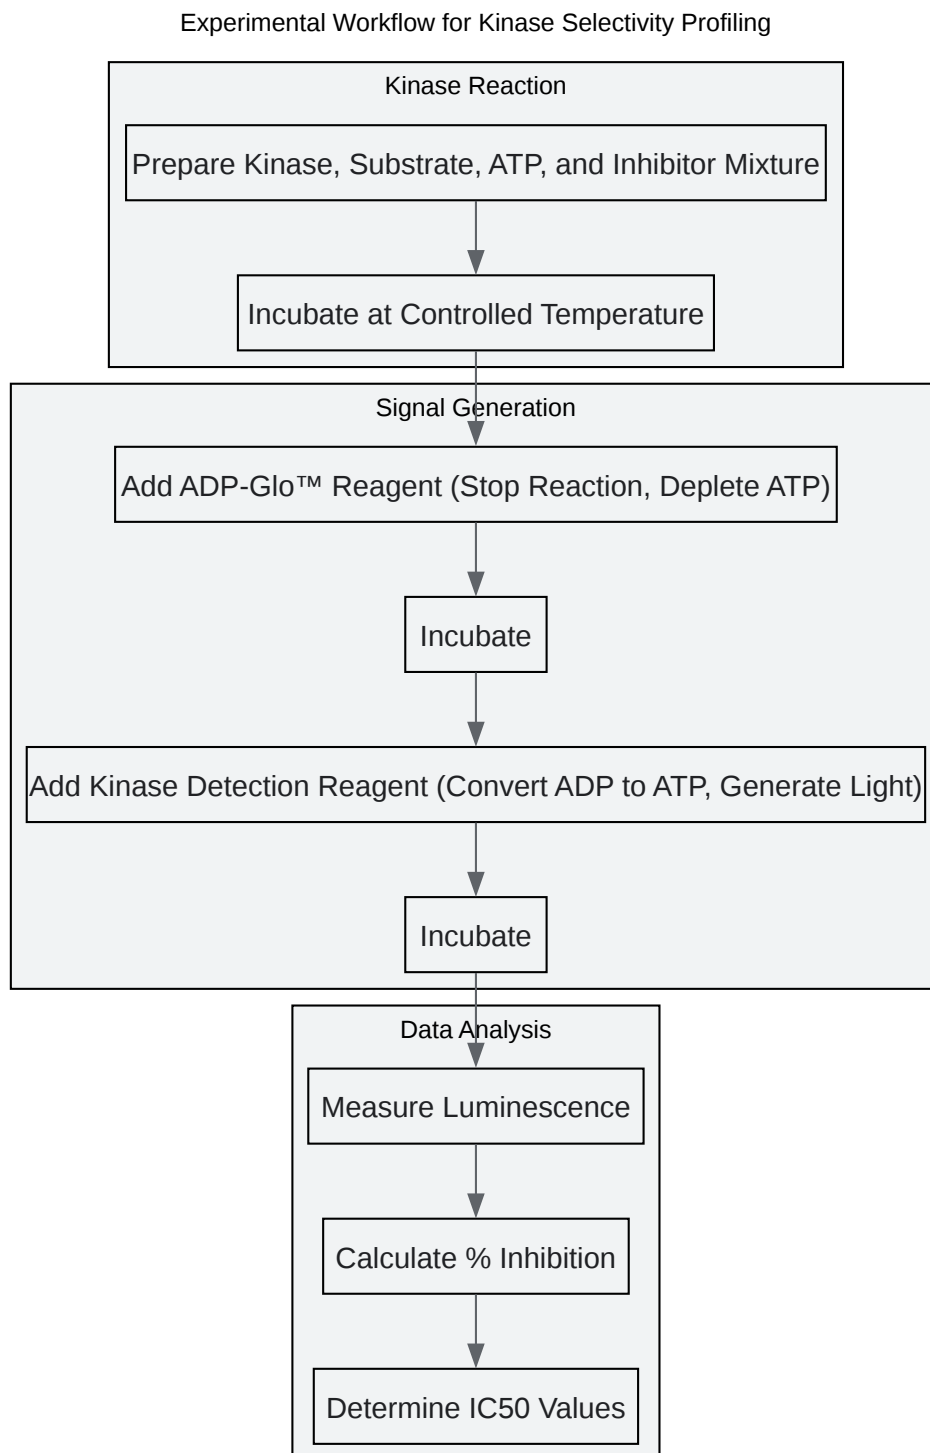 Experimental Workflow for Kinase Selectivity Profiling
Kinase Reaction
Prepare Kinase, Substrate, ATP, and Inhibitor Mixture
Incubate at Controlled Temperature
Signal Generation
Add ADP-Glo™ Reagent (Stop Reaction, Deplete ATP)
Incubate
Add Kinase Detection Reagent (Convert ADP to ATP, Generate Light)
Incubate
Data Analysis
Measure Luminescence
Calculate % Inhibition
Determine IC50 Values